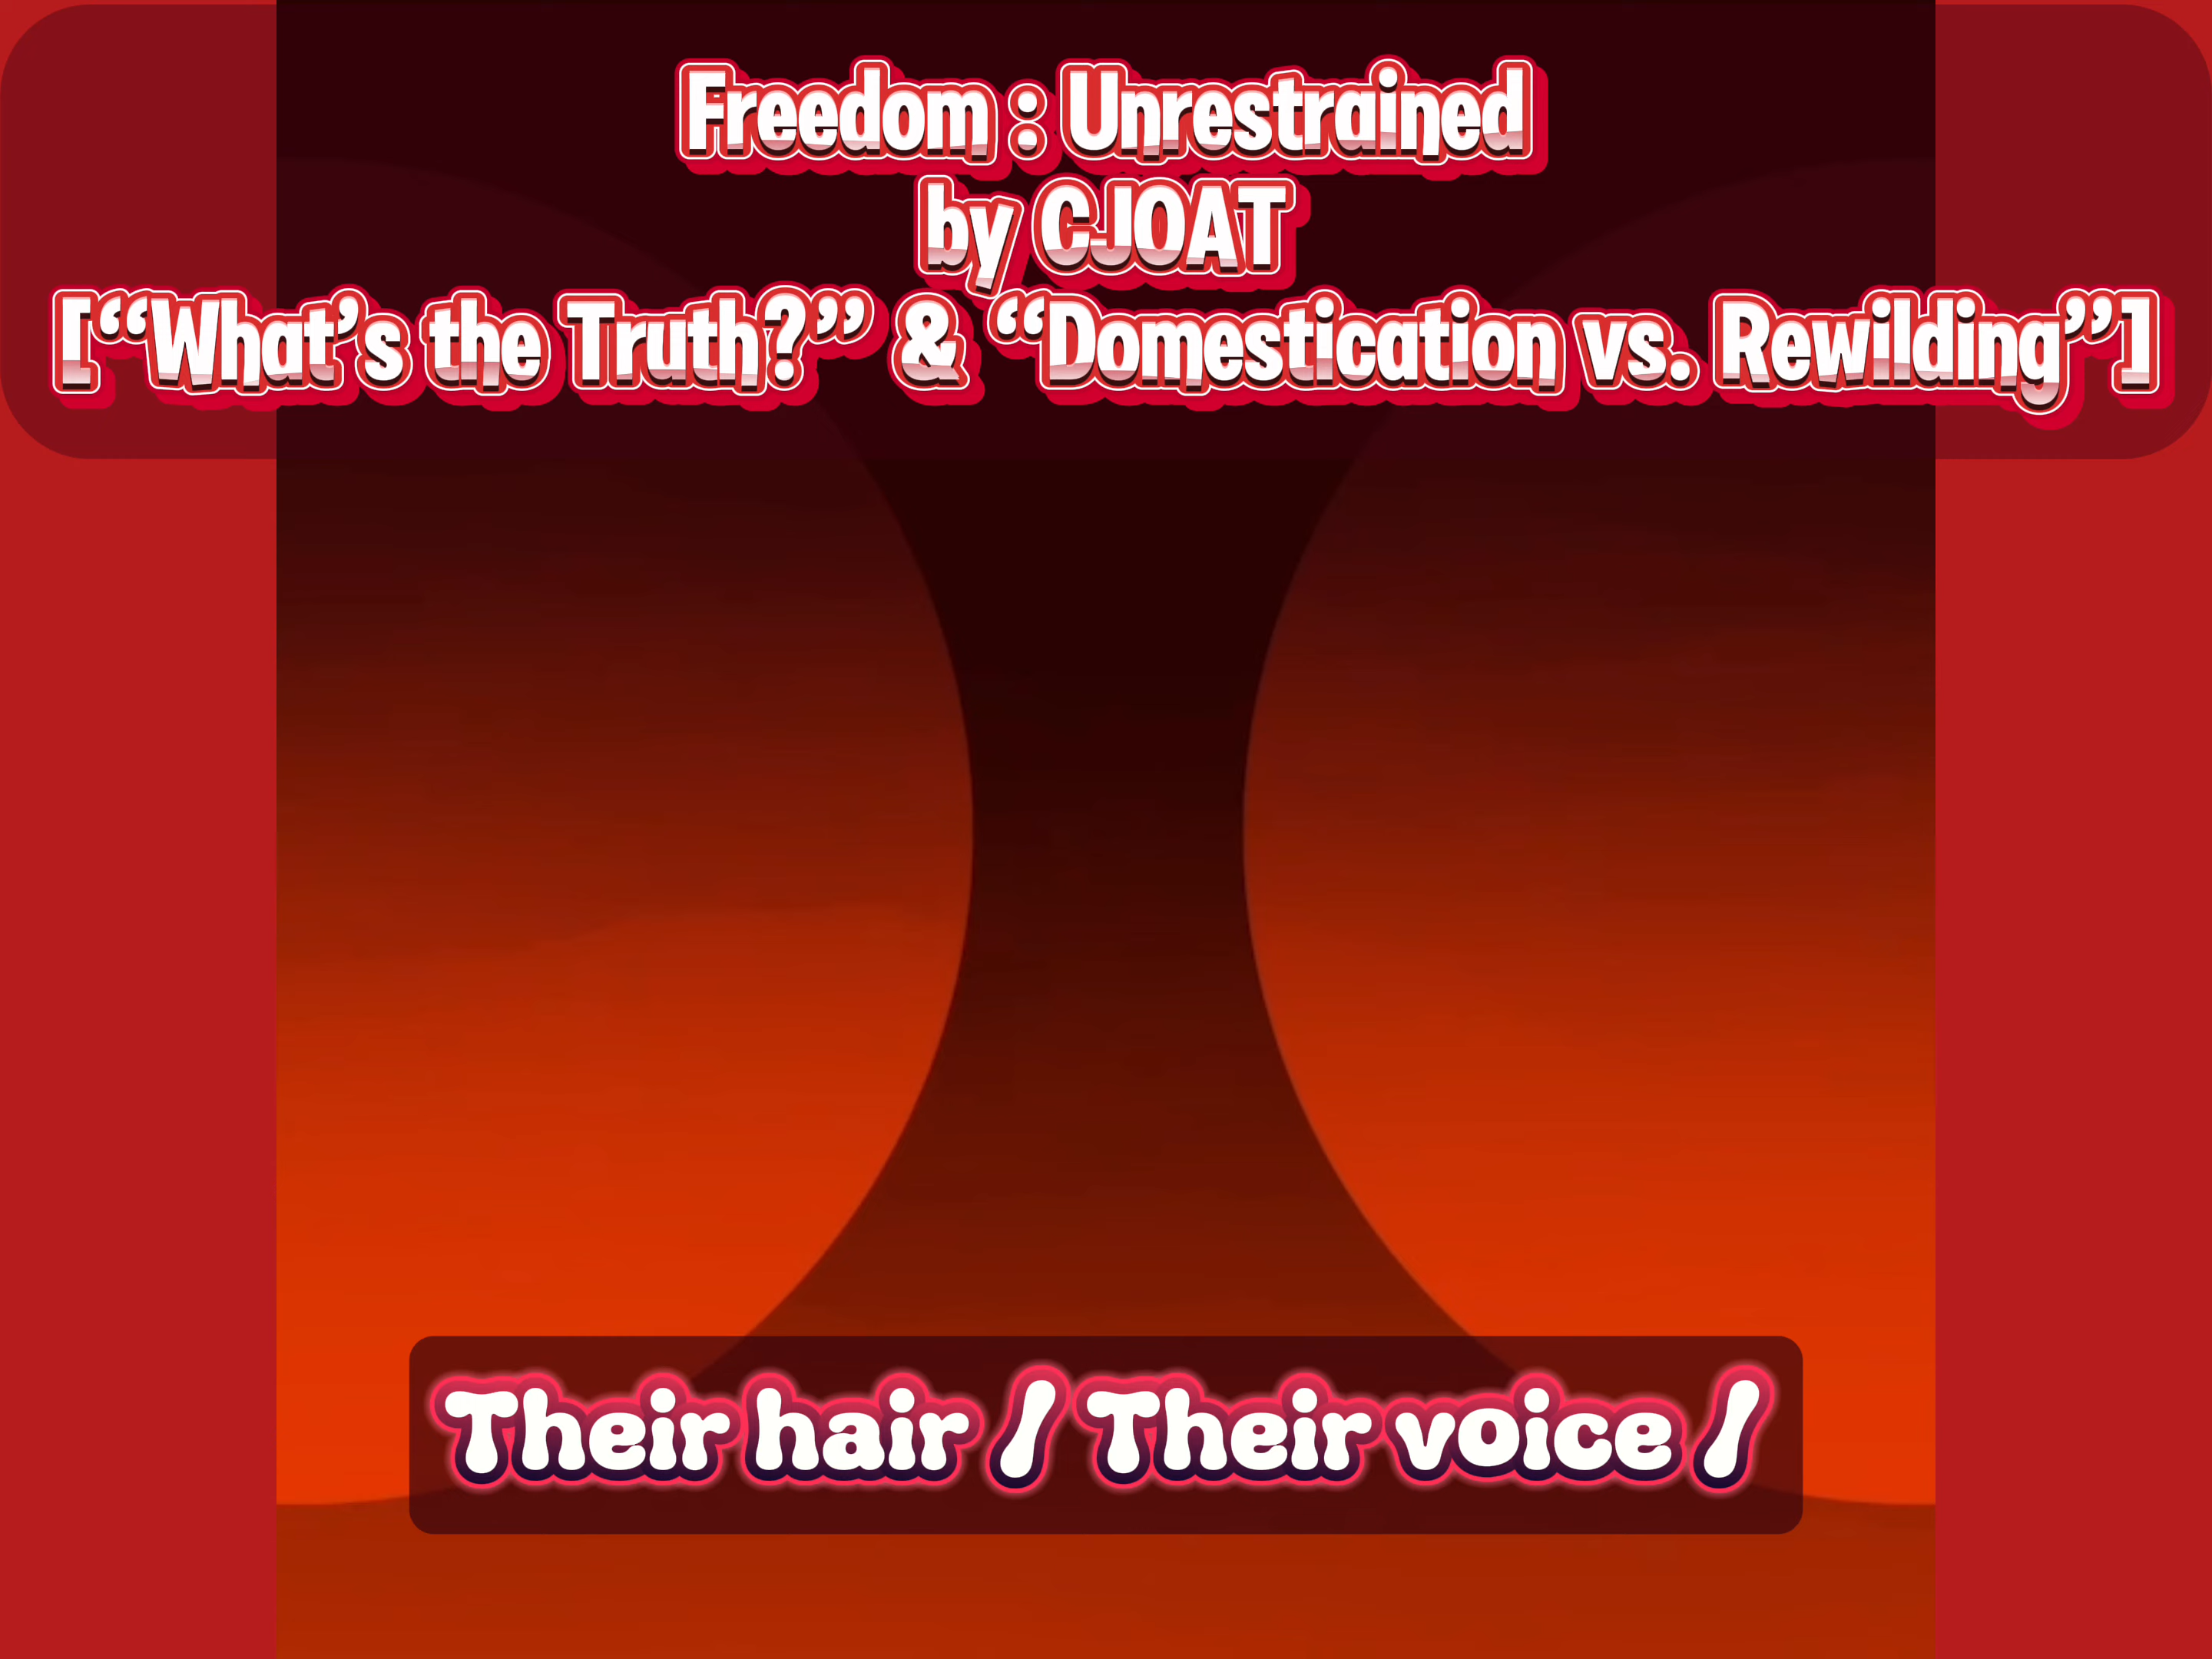 Freedom : Unrestrained
by CJOAT
[“What’s the Truth?” & “Domestication vs. Rewilding”]
Their hair / Their voice /